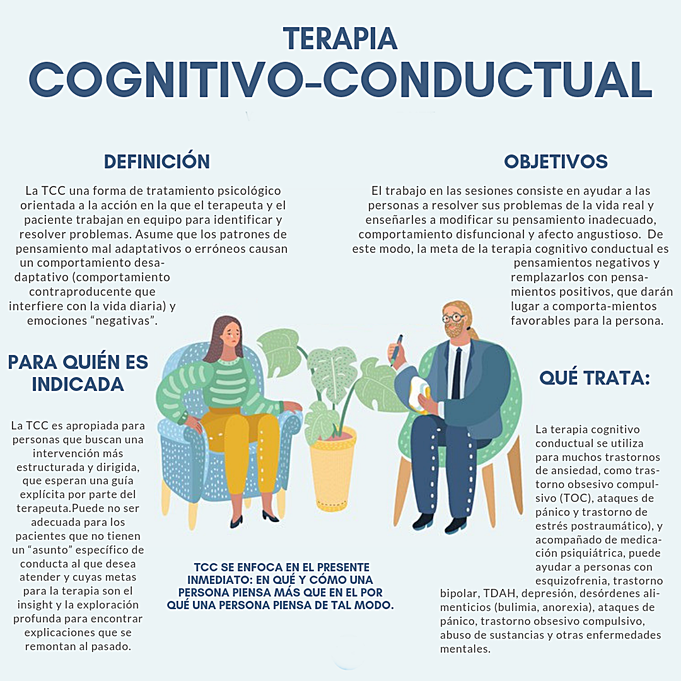 TERAPIA
COGNITIVO-CONDUCTUAL
DEFINICIÓN
La TCC una forma de tratamiento psicológico
orientada a la acción en la que el terapeuta y el
paciente trabajan en equipo para identificar y
resolver problemas. Asume que los patrones de
pensamiento mal adaptativos o erróneos causan
un comportamiento desa-
daptativo (comportamiento
contraproducente que
interfiere con la vida diaria) y
emociones “negativas”.
OBJETIVOS
El trabajo en las sesiones consiste en ayudar a las
personas a resolver sus problemas de la vida real y
enseñarles a modificar su pensamiento inadecuado,
comportamiento disfuncional y afecto angustioso. De
este modo, la meta de la terapia cognitivo conductual es
pensamientos negativos y
remplazarlos con pensa-
mientos positivos, que darán
lugar a comporta-mientos
favorables para la persona.
PARA QUIÉN ES
INDICADA
La TCC es apropiada para
personas que buscan una
intervención más
estructurada y dirigida,
que esperan una guía
explícita por parte del
terapeuta.Puede no ser
adecuada para los
pacientes que no tienen
un “asunto” específico de
conducta al que desea
atender y cuyas metas
para la terapia son el
insight y la exploración
profunda para encontrar
explicaciones que se
remontan al pasado.
TCC SE ENFOCA EN EL PRESENTE
INMEDIATO: EN QUÉ Y CÓMO UNA
PERSONA PIENSA MÁS QUE EN EL POR
QUÉ UNA PERSONA PIENSA DE TAL MODO.
QUÉ TRATA:
La terapia cognitivo
conductual se utiliza
para muchos trastornos
de ansiedad, como tras-
torno obsesivo compul-
sivo (TOC), ataques de
pánico y trastorno de
estrés postraumático), y
acompañado de medica-
ción psiquiátrica, puede
ayudar a personas con
esquizofrenia, trastorno
bipolar, TDAH, depresión, desórdenes ali-
menticios (bulimia, anorexia), ataques de
pánico, trastorno obsesivo compulsivo,
abuso de sustancias y otras enfermedades
mentales.